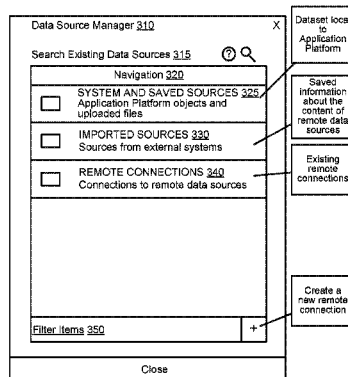 Data Source Manager 310
X
Search Existing Data Sources 315
?
Navigation 320
SYSTEM AND SAVED SOURCES 325
Application Platform objects and
uploaded files
IMPORTED SOURCES 330
Sources from external systems
REMOTE CONNECTIONS 340
Connections to remote data sources
Filter Items 350
+
Close
Dataset loca
to
Application
Platform
Saved
information
about the
content of
remote data
sources
Existing
remote
connections
Create a
new remote
connection